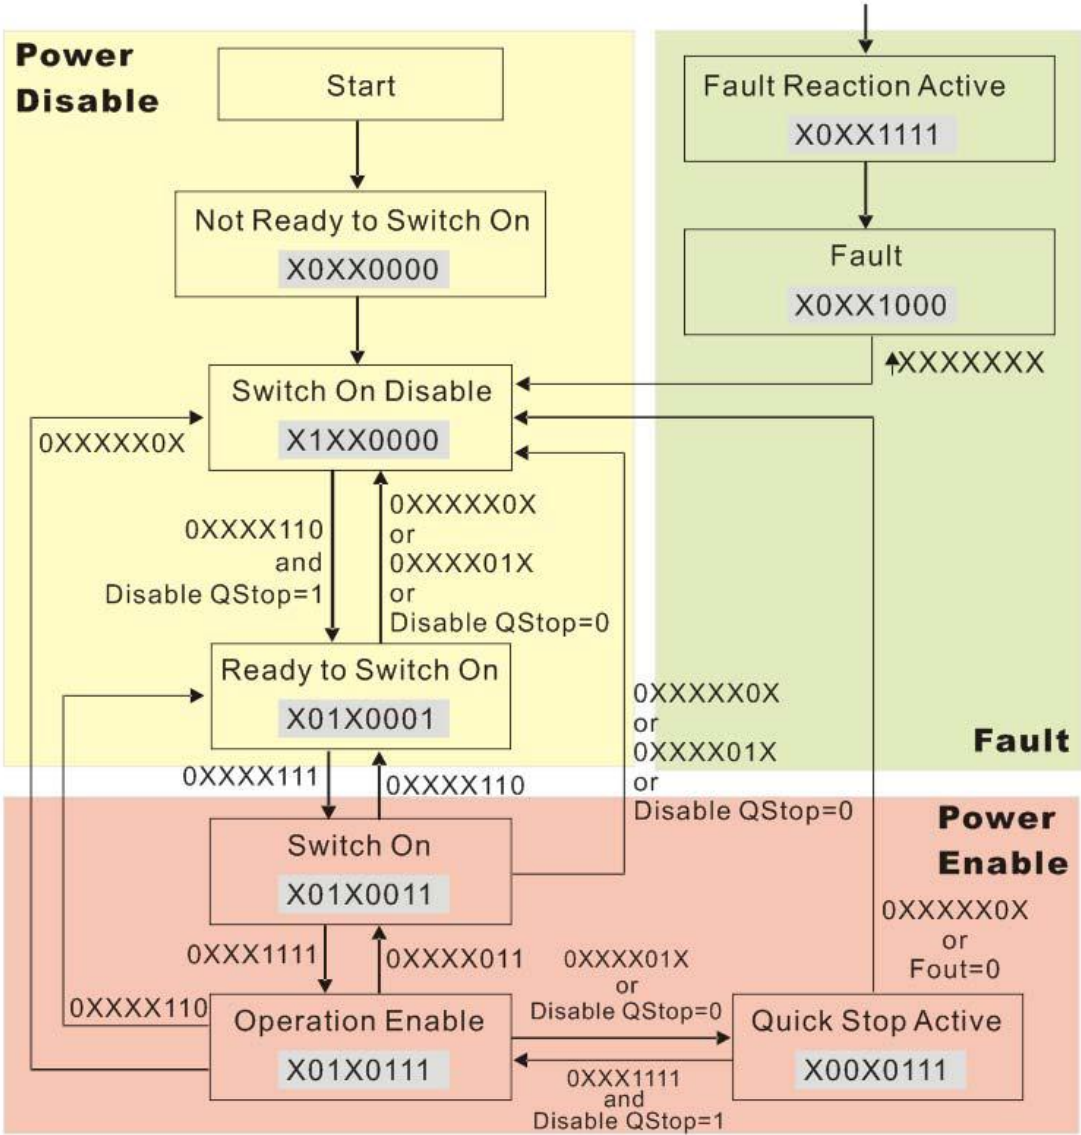 Power
Disable
Start
Not Ready to Switch On
X0XX0000
Switch On Disable
X1XX0000
0XXXXX0X
0XXXX110
and
Disable QStop=1
0XXXXX0X
or
0XXXX01X
or
Disable QStop=0
Ready to Switch On
X01X0001
Fault Reaction Active
X0XX1111
Fault
X0XX1000
XXXXXXX
Fault
0XXXX111
0XXXX110
0XXXXX0X
or
0XXXX01X
or
Disable QStop=0
Power
Enable
Switch On
X01X0011
0XXX1111
0XXXX011
0XXXX110
Operation Enable
X01X0111
0XXXX01X
or
Disable QStop=0
0XXX1111
and
Disable QStop=1
0XXXXX0X
or
Fout=0
Quick Stop Active
X00X0111